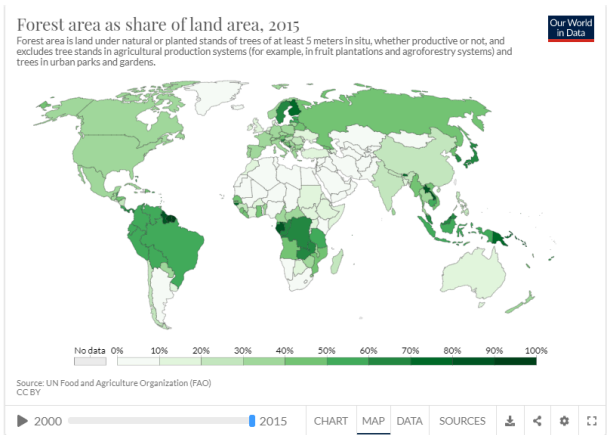 Forest area as share of land area, 2015
Our World
in Data
Forest area is land under natural or planted stands of trees of at least 5 meters in situ, whether productive or not, and
excludes tree stands in agricultural production systems (for example, in fruit plantations and agroforestry systems) and
trees in urban parks and gardens.
No data 0% 10% 20% 30% 40% 50% 60% 70% 80% 90% 100%
Source: UN Food and Agriculture Organization (FAO)
CC BY
2000 2015 CHART MAP DATA SOURCES